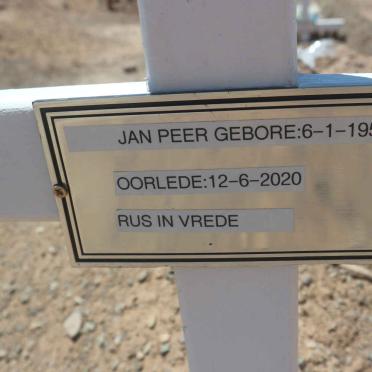 JAN PEER GEBORE:6-1-195
OORLEDE:12-6-2020
RUS IN VREDE